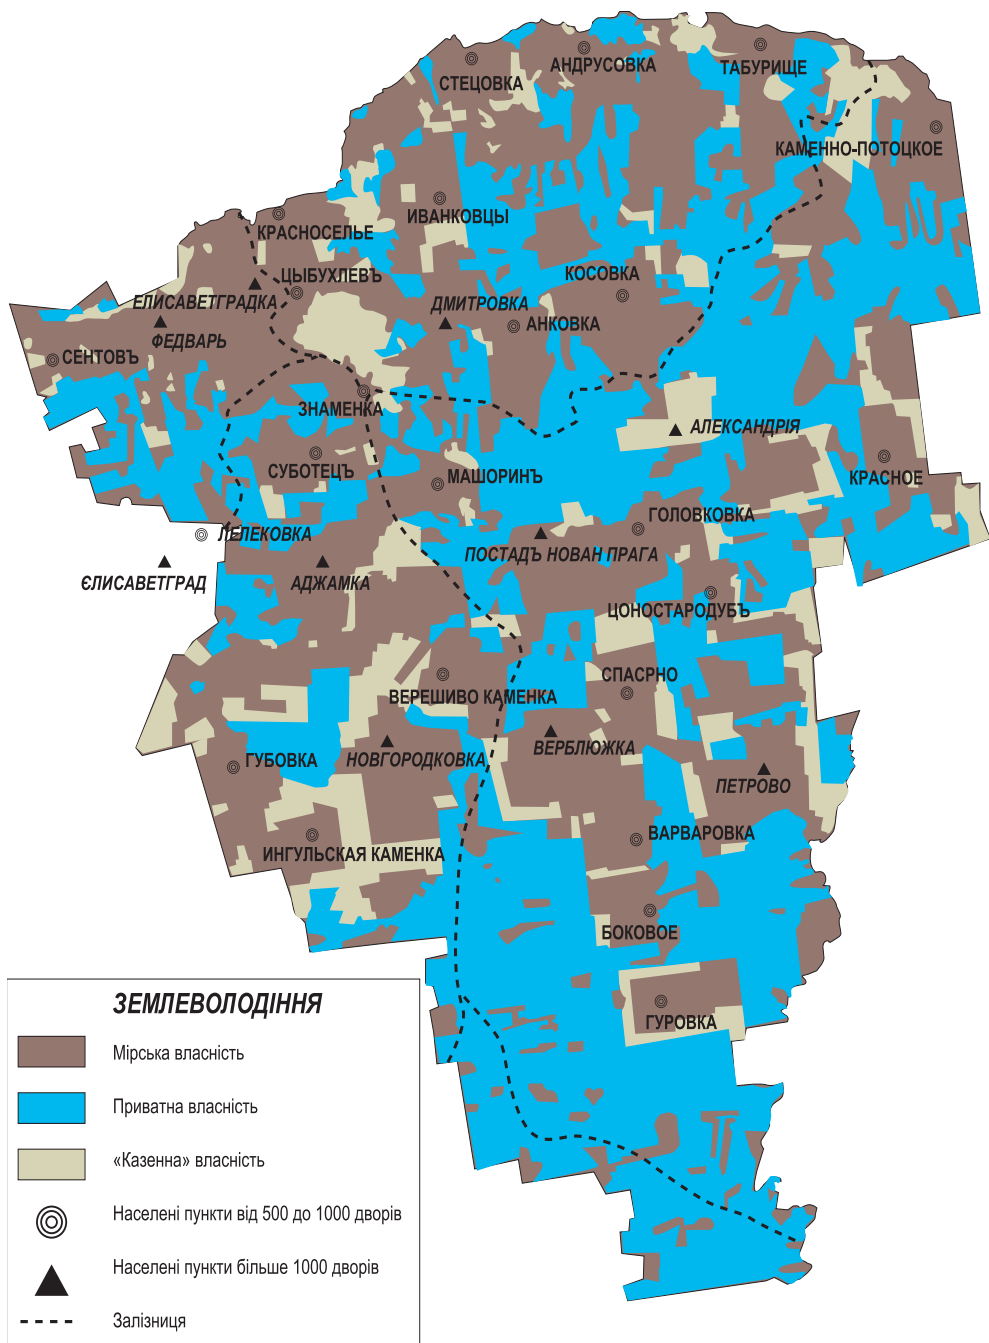 АНДРУСОВКА
ТАБУРИЩЕ
СТЕЦОВКА
КАМЕННО-ПОТОЦКОЕ
ИВАНКОВЦЫ
КРАСНОСЕЛЬЕ
ЦЫБУХЛЕВЪ
КОСОВКА
ЕЛИСАВЕТГРАДКА
ДМИТРОВКА
АНКОВКА
ФЕДВАРЬ
СЕНТОВЪ
ЗНАМЕНКА
АЛЕКСАНДРІЯ
СУБОТЕЦЪ
МАШОРИНЪ
КРАСНОЕ
ГОЛОВКОВКА
ЛЕЛЕКОВКА
ПОСТАДЪ НОВАН ПРАГА
ЄЛИСАВЕТГРАД
АДЖАМКА
ЦОНОСТАРОДУБЪ
СПАСРНО
ВЕРЕШИВО КАМЕНКА
ВЕРБЛЮЖКА
ГУБОВКА
НОВГОРОДКОВКА
ПЕТРОВО
ВАРВАРОВКА
ИНГУЛЬСКАЯ КАМЕНКА
БОКОВОЕ
ГУРОВКА
ЗЕМЛЕВОЛОДІННЯ
Мірська власність
Приватна власність
«Казенна» власність
Населені пункти від 500 до 1000 дворів
Населені пункти більше 1000 дворів
Залізниця